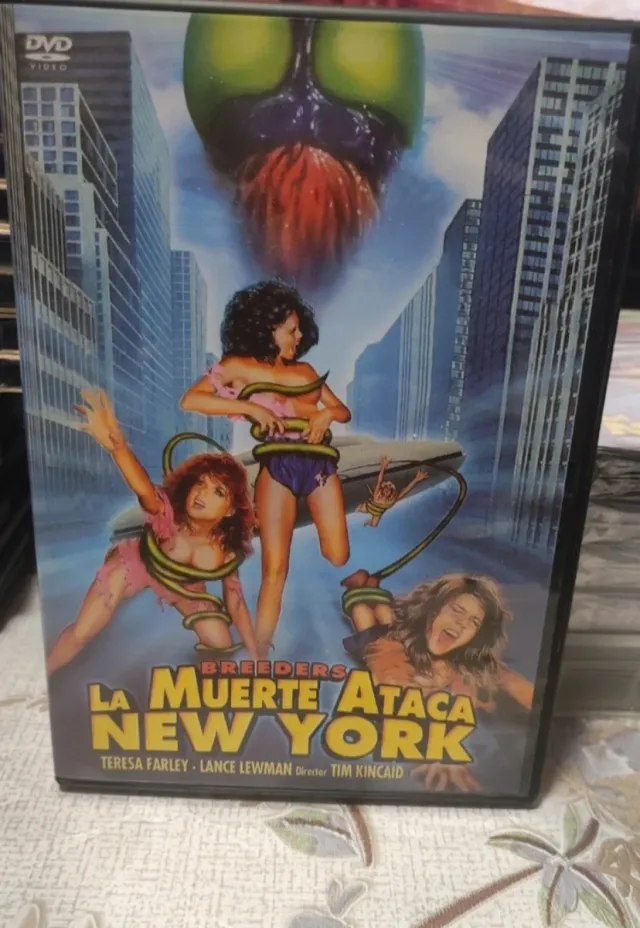 DVD
VIDEO
BREEDERS
LA MUERTE ATACA
NEW YORK
TERESA FARLEY · LANCE LEWMAN Director TIM KINCAID